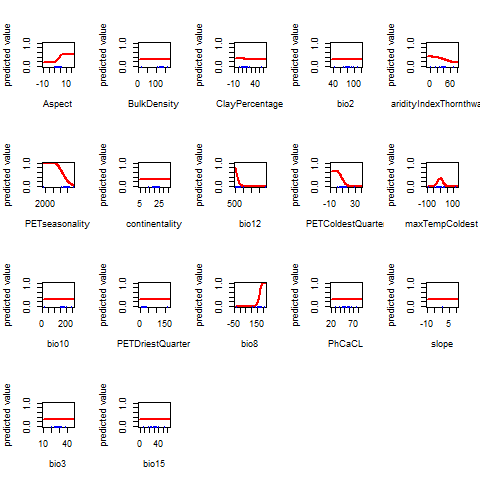 predicted value 0.0 1.0 -10 10 Aspect
predicted value 0.0 1.0 0 100 BulkDensity
predicted value 0.0 1.0 -10 40 ClayPercentage
predicted value 0.0 1.0 40 100 bio2
predicted value 0.0 1.0 0 60 aridityIndexThornthwa
predicted value 0.0 1.0 2000 PETseasonality
predicted value 0.0 1.0 5 25 continentality
predicted value 0.0 1.0 500 bio12
predicted value 0.0 1.0 -10 30 PETColdestQuarte
predicted value 0.0 1.0 -100 100 maxTempColdest
predicted value 0.0 1.0 0 200 bio10
predicted value 0.0 1.0 0 150 PETDriestQuarter
predicted value 0.0 1.0 -50 150 bio8
predicted value 0.0 1.0 20 70 PhCaCL
predicted value 0.0 1.0 -10 5 slope
predicted value 0.0 1.0 10 40 bio3
predicted value 0.0 1.0 0 40 bio15